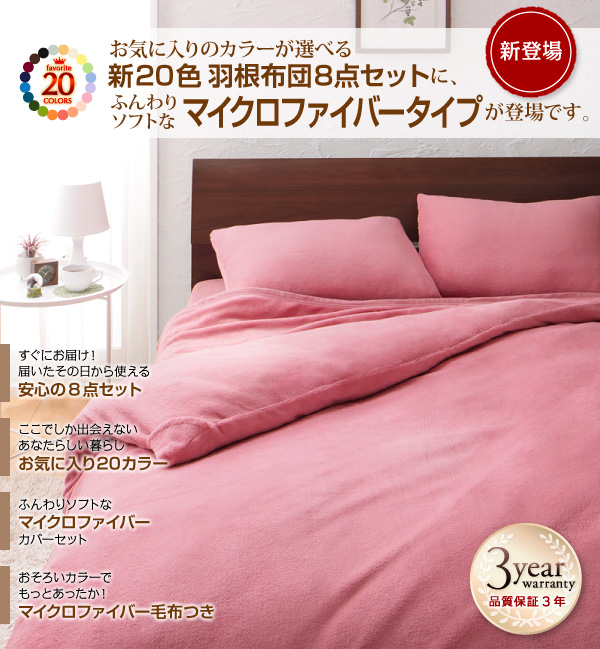 favorite
20
COLORS
お気に入りのカラーが選べる
新20色 羽根布団8点セットに、
ふんわり
ソフトな
マイクロファイバータイプが登場です。
新登場
すぐにお届け！
届いたその日から使える
安心の８点セット
ここでしか出会えない
あなたらしい暮らし
お気に入り20カラー
ふんわりソフトな
マイクロファイバー
カバーセット
おそろいカラーで
もっとあったか！
マイクロファイバー毛布つき
3year
warranty
品質保証３年